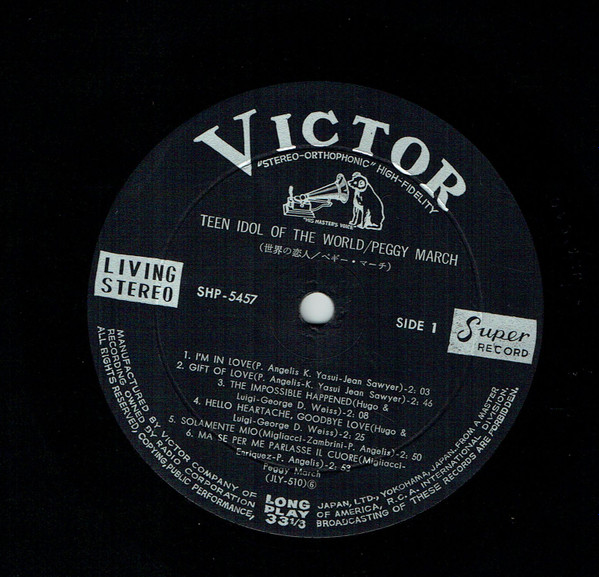 VICTOR
"STEREO-ORTHOPHONIC" HIGH-FIDELITY
"HIS MASTER'S VOICE"
TEEN IDOL OF THE WORLD/PEGGY MARCH
(世界の恋人/ペギー・マーチ)
LIVING
STEREO
SHP-5457
SIDE 1
Super
RECORD
1. I'M IN LOVE(P. Angelis K. Yasui-Jean Sawyer)-2; 03
2. GIFT OF LOVE(P. Angelis-K. Yasui Jean Sawyer)-2; 46
3. THE IMPOSSIBLE HAPPENED(Hugo &
Luigi-George D. Weiss)-2; 08
4. HELLO HEARTACHE, GOODBYE LOVE(Hugo &
Luigi-George D. Weiss)-2; 25
5. SOLAMENTE MIO(Migliacci-Zambrini-P. Angelis)-2; 50
6. MA SE PER ME PARLASSE IL CUORE(Migliacci-
Enriquez-P. Angelis)-2; 53
Peggy March
(JLY-510)⑥
MANUFACTURED BY VICTOR COMPANY OF JAPAN, LTD., YOKOHAMA, JAPAN, FROM A MASTER
RECORDING OWNED BY RADIO CORPORATION OF AMERICA, R.C.A. INTERNATIONAL DIVISION.
ALL RIGHTS RESERVED, COPYING, PUBLIC PERFORMANCE, BROADCASTING OF THESE RECORDS ARE FORBIDDEN.
LONG
PLAY
33 1/3